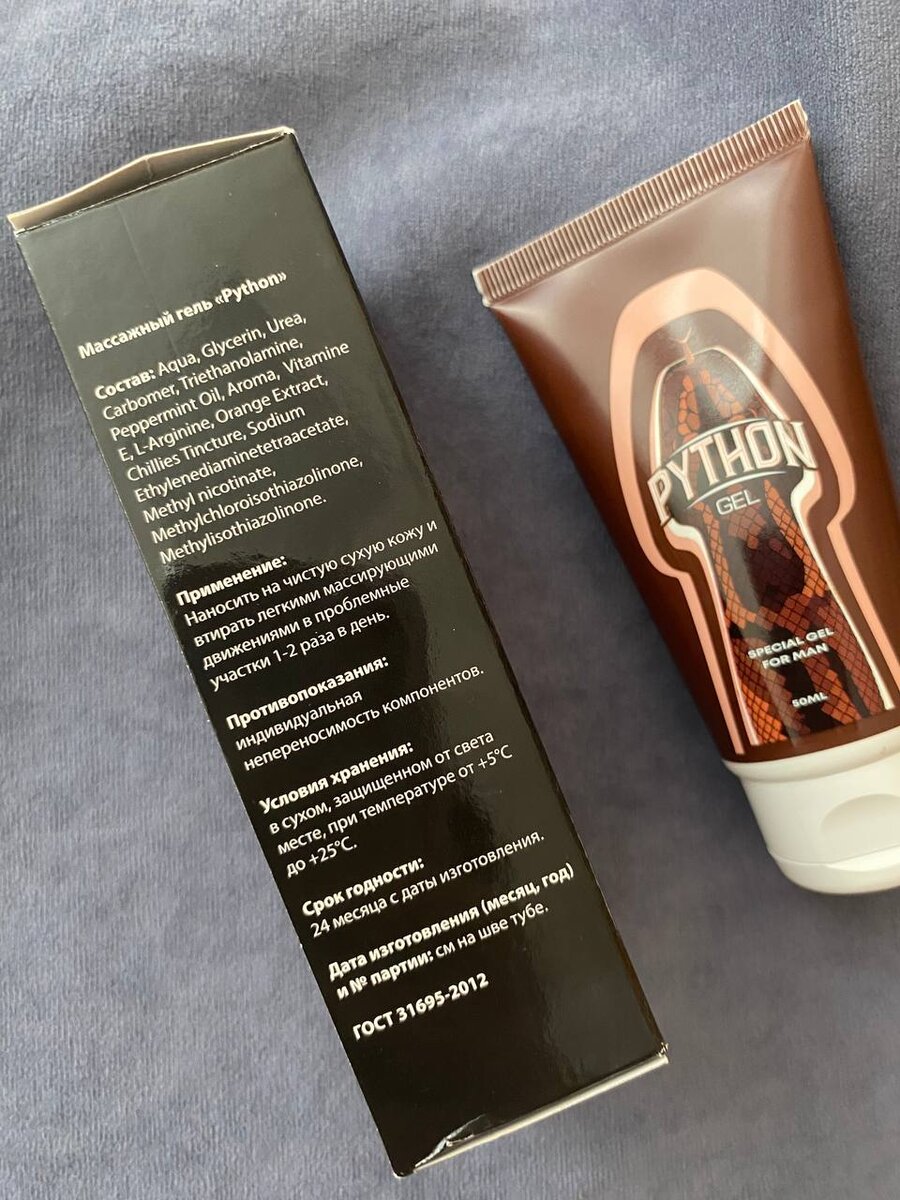 Массажный гель «Python»
Состав: Aqua, Glycerin, Urea,
Carbomer, Triethanolamine,
Peppermint Oil, Aroma, Vitamine
E, L-Arginine, Orange Extract,
Chillies Tincture, Sodium
Ethylenediaminetetraacetate,
Methyl nicotinate,
Methylchloroisothiazolinone,
Methylisothiazolinone.
Применение:
Наносить на чистую сухую кожу и
втирать легкими массирующими
движениями в проблемные
участки 1-2 раза в день.
Противопоказания:
индивидуальная
непереносимость компонентов.
Условия хранения:
в сухом, защищенном от света
месте, при температуре от +5°C
до +25°C.
Срок годности:
24 месяца с даты изготовления.
Дата изготовления (месяц, год)
и № партии: см на шве тубе.
ГОСТ 31695-2012
PYTHON
GEL
SPECIAL GEL
FOR MAN
50ML